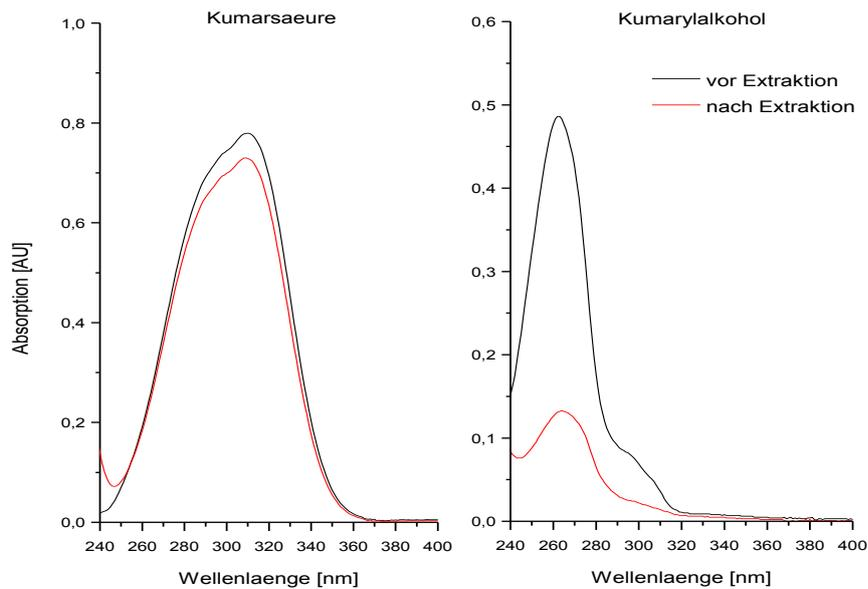 Kumarsaeure
Kumarylalkohol
vor Extraktion
nach Extraktion
Absorption [AU]
1,0
0,8
0,6
0,4
0,2
0,0
240 260 280 300 320 340 360 380 400
Wellenlaenge [nm]
0,6
0,5
0,4
0,3
0,2
0,1
0,0
240 260 280 300 320 340 360 380 400
Wellenlaenge [nm]